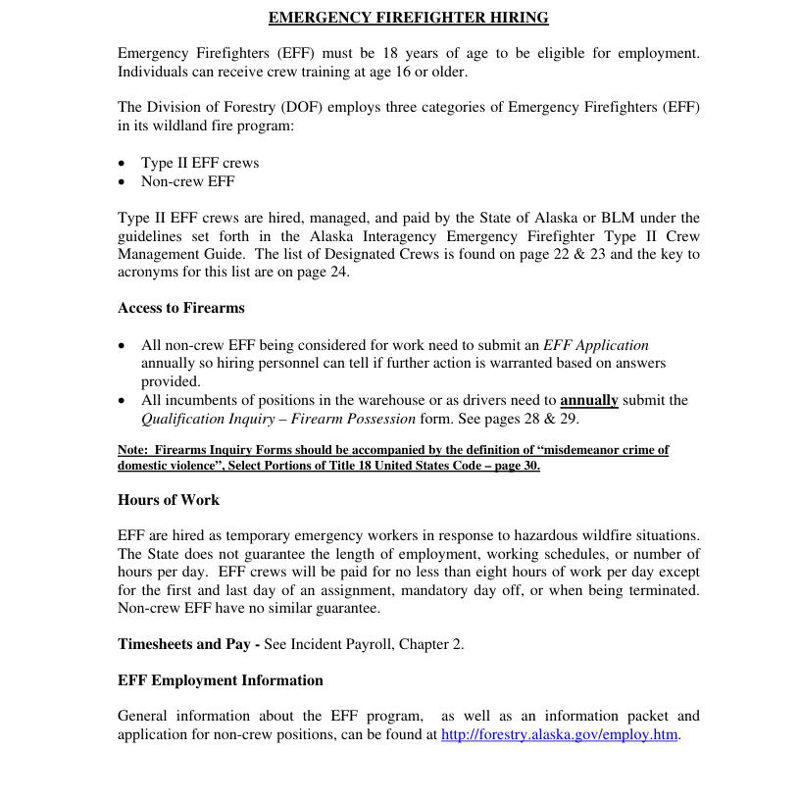 EMERGENCY FIREFIGHTER HIRING
Emergency Firefighters (EFF) must be 18 years of age to be eligible for employment.
Individuals can receive crew training at age 16 or older.
The Division of Forestry (DOF) employs three categories of Emergency Firefighters (EFF)
in its wildland fire program:
• Type II EFF crews
• Non-crew EFF
Type II EFF crews are hired, managed, and paid by the State of Alaska or BLM under the
guidelines set forth in the Alaska Interagency Emergency Firefighter Type II Crew
Management Guide. The list of Designated Crews is found on page 22 & 23 and the key to
acronyms for this list are on page 24.
Access to Firearms
• All non-crew EFF being considered for work need to submit an EFF Application
annually so hiring personnel can tell if further action is warranted based on answers
provided.
• All incumbents of positions in the warehouse or as drivers need to annually submit the
Qualification Inquiry – Firearm Possession form. See pages 28 & 29.
Note: Firearms Inquiry Forms should be accompanied by the definition of “misdemeanor crime of
domestic violence”, Select Portions of Title 18 United States Code – page 30.
Hours of Work
EFF are hired as temporary emergency workers in response to hazardous wildfire situations.
The State does not guarantee the length of employment, working schedules, or number of
hours per day. EFF crews will be paid for no less than eight hours of work per day except
for the first and last day of an assignment, mandatory day off, or when being terminated.
Non-crew EFF have no similar guarantee.
Timesheets and Pay - See Incident Payroll, Chapter 2.
EFF Employment Information
General information about the EFF program, as well as an information packet and
application for non-crew positions, can be found at http://forestry.alaska.gov/employ.htm.